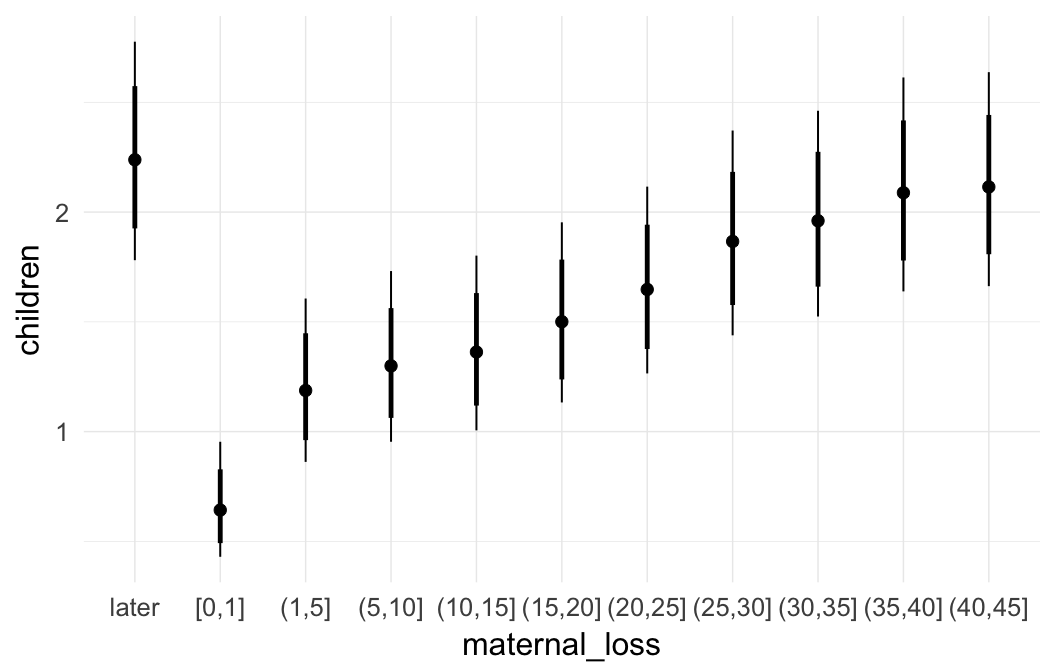 children
2
1
later [0,1] (1,5] (5,10] (10,15] (15,20] (20,25] (25,30] (30,35] (35,40] (40,45]
maternal_loss